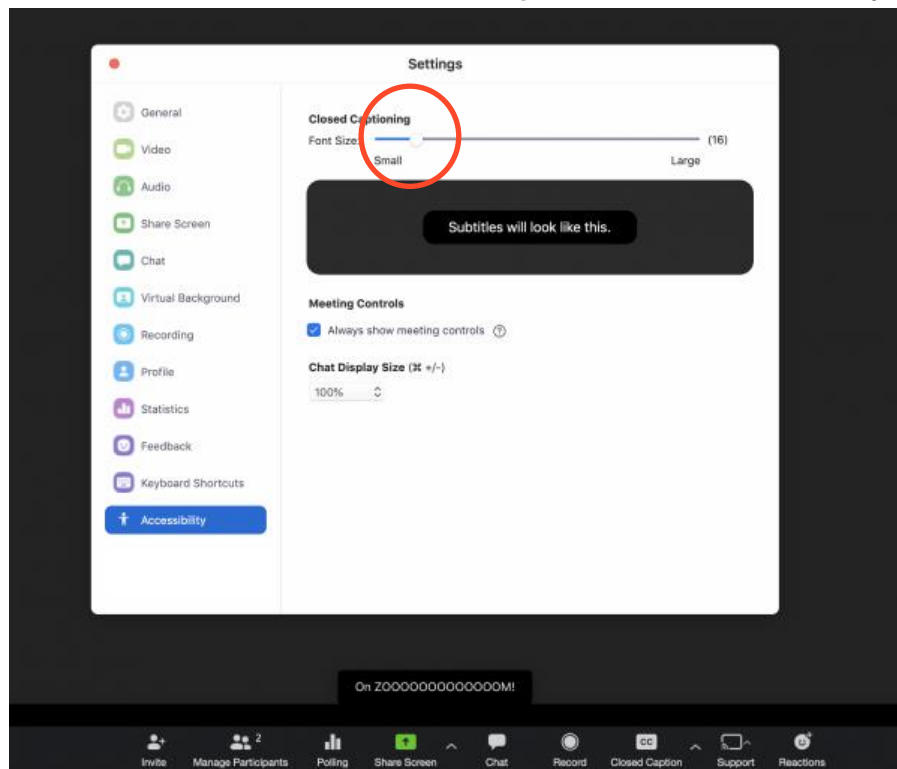 Settings
General
Video
Audio
Share Screen
Chat
Virtual Background
Recording
Profile
Statistics
Feedback
Keyboard Shortcuts
Accessibility
Closed Captioning
Font Size:
(16)
Small Large
Subtitles will look like this.
Meeting Controls
Always show meeting controls ?
Chat Display Size (⌘ +/-)
100%
On ZOOOOOOOOOOOOOM!
2
CC
Invite Manage Participants Polling Share Screen Chat Record Closed Caption Support Reactions